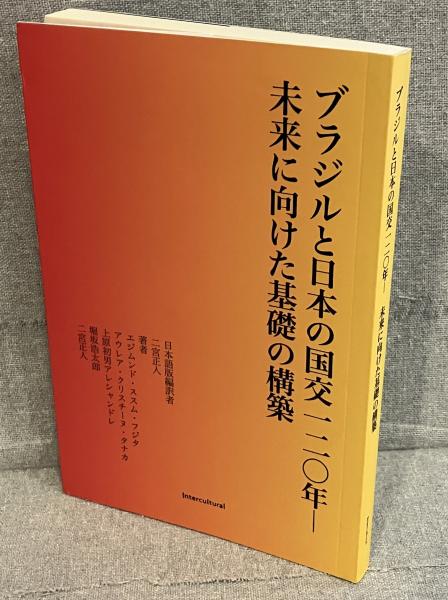 ブラジルと日本の国交一二〇年―
未来に向けた基礎の構築
日本語版編訳者
二宮正人
著者
エジムンド・ススム・フジタ
アウレア・クリスチーヌ・タナカ
上原初男アレシャンドレ
堀坂浩太郎
二宮正人
Intercultural
ブラジルと日本の国交一二〇年― 未来に向けた基礎の構築